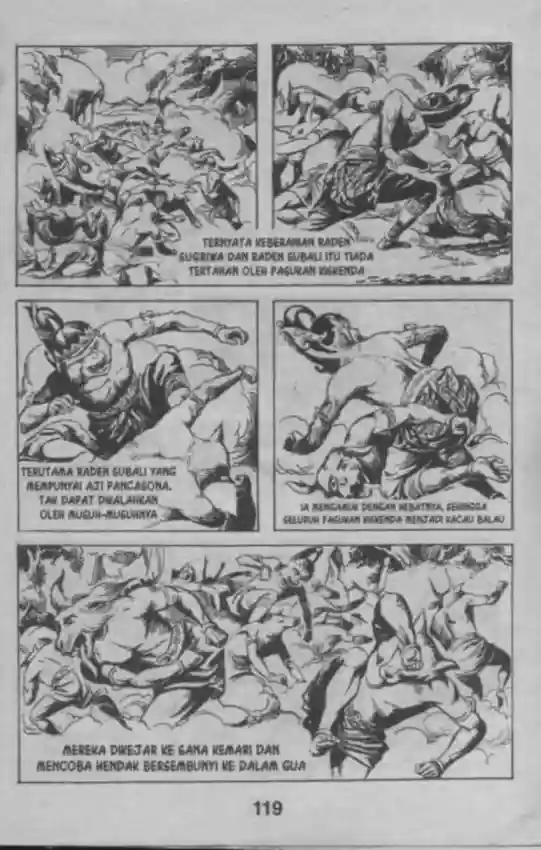 TERNYATA KEBERANIAN RADEN
SUGRIWA DAN RADEN SUBALI ITU TIADA
TERTAHAN OLEH PASUKAN KISKENDA
TERUTAMA RADEN SUBALI YANG
MEMPUNYAI AJI PANCASONA.
TAK DAPAT DIKALAHKAN
OLEH MUSUH-MUSUHNYA
IA MENGAMUK DENGAN HEBATNYA, SEHINGGA
SELURUH PASUKAN KISKENDA MENJADI KACAU BALAU
MEREKA DIKEJAR KE SANA KEMARI DAN
MENCOBA HENDAK BERSEMBUNYI KE DALAM GUA
119